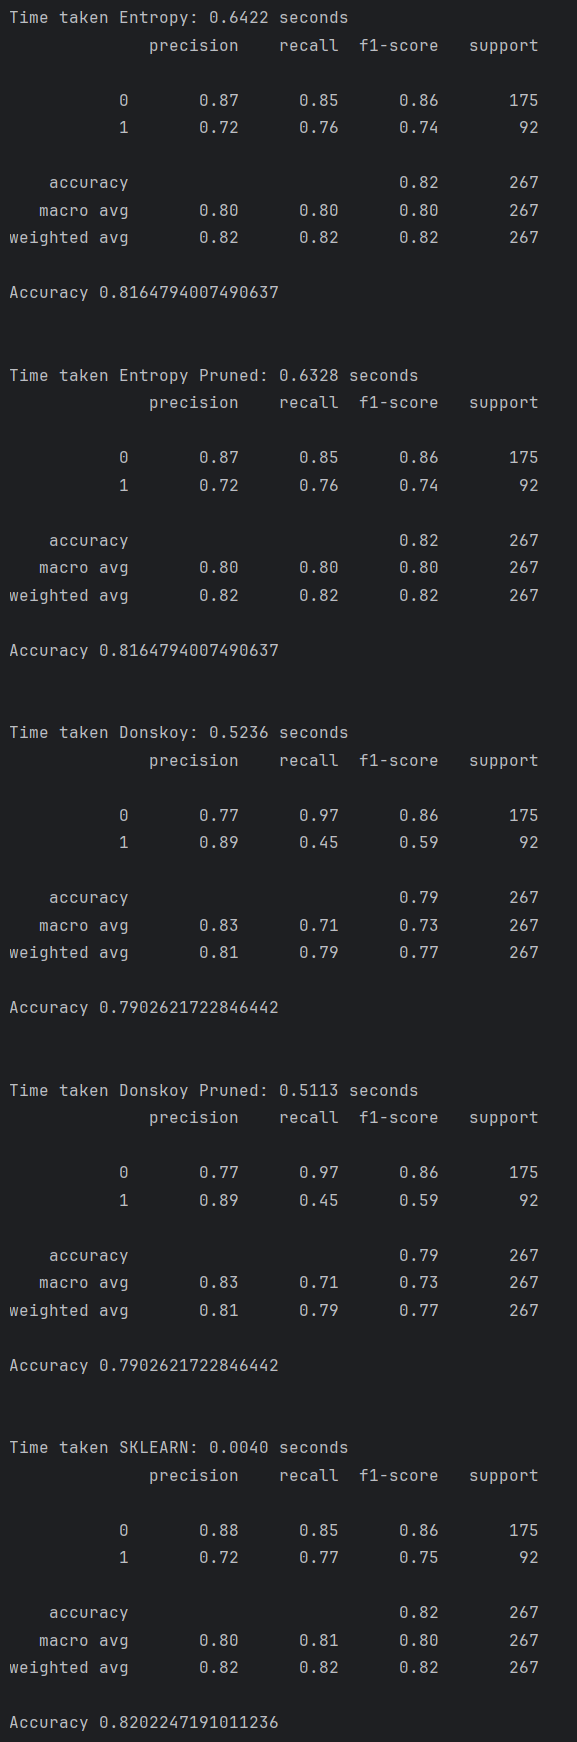 Time taken Entropy: 0.6422 seconds
              precision    recall  f1-score   support

           0       0.87      0.85      0.86       175
           1       0.72      0.76      0.74        92

    accuracy                           0.82       267
   macro avg       0.80      0.80      0.80       267
weighted avg       0.82      0.82      0.82       267

Accuracy 0.8164794007490637


Time taken Entropy Pruned: 0.6328 seconds
              precision    recall  f1-score   support

           0       0.87      0.85      0.86       175
           1       0.72      0.76      0.74        92

    accuracy                           0.82       267
   macro avg       0.80      0.80      0.80       267
weighted avg       0.82      0.82      0.82       267

Accuracy 0.8164794007490637


Time taken Donskoy: 0.5236 seconds
              precision    recall  f1-score   support

           0       0.77      0.97      0.86       175
           1       0.89      0.45      0.59        92

    accuracy                           0.79       267
   macro avg       0.83      0.71      0.73       267
weighted avg       0.81      0.79      0.77       267

Accuracy 0.7902621722846442


Time taken Donskoy Pruned: 0.5113 seconds
              precision    recall  f1-score   support

           0       0.77      0.97      0.86       175
           1       0.89      0.45      0.59        92

    accuracy                           0.79       267
   macro avg       0.83      0.71      0.73       267
weighted avg       0.81      0.79      0.77       267

Accuracy 0.7902621722846442


Time taken SKLEARN: 0.0040 seconds
              precision    recall  f1-score   support

           0       0.88      0.85      0.86       175
           1       0.72      0.77      0.75        92

    accuracy                           0.82       267
   macro avg       0.80      0.81      0.80       267
weighted avg       0.82      0.82      0.82       267

Accuracy 0.8202247191011236